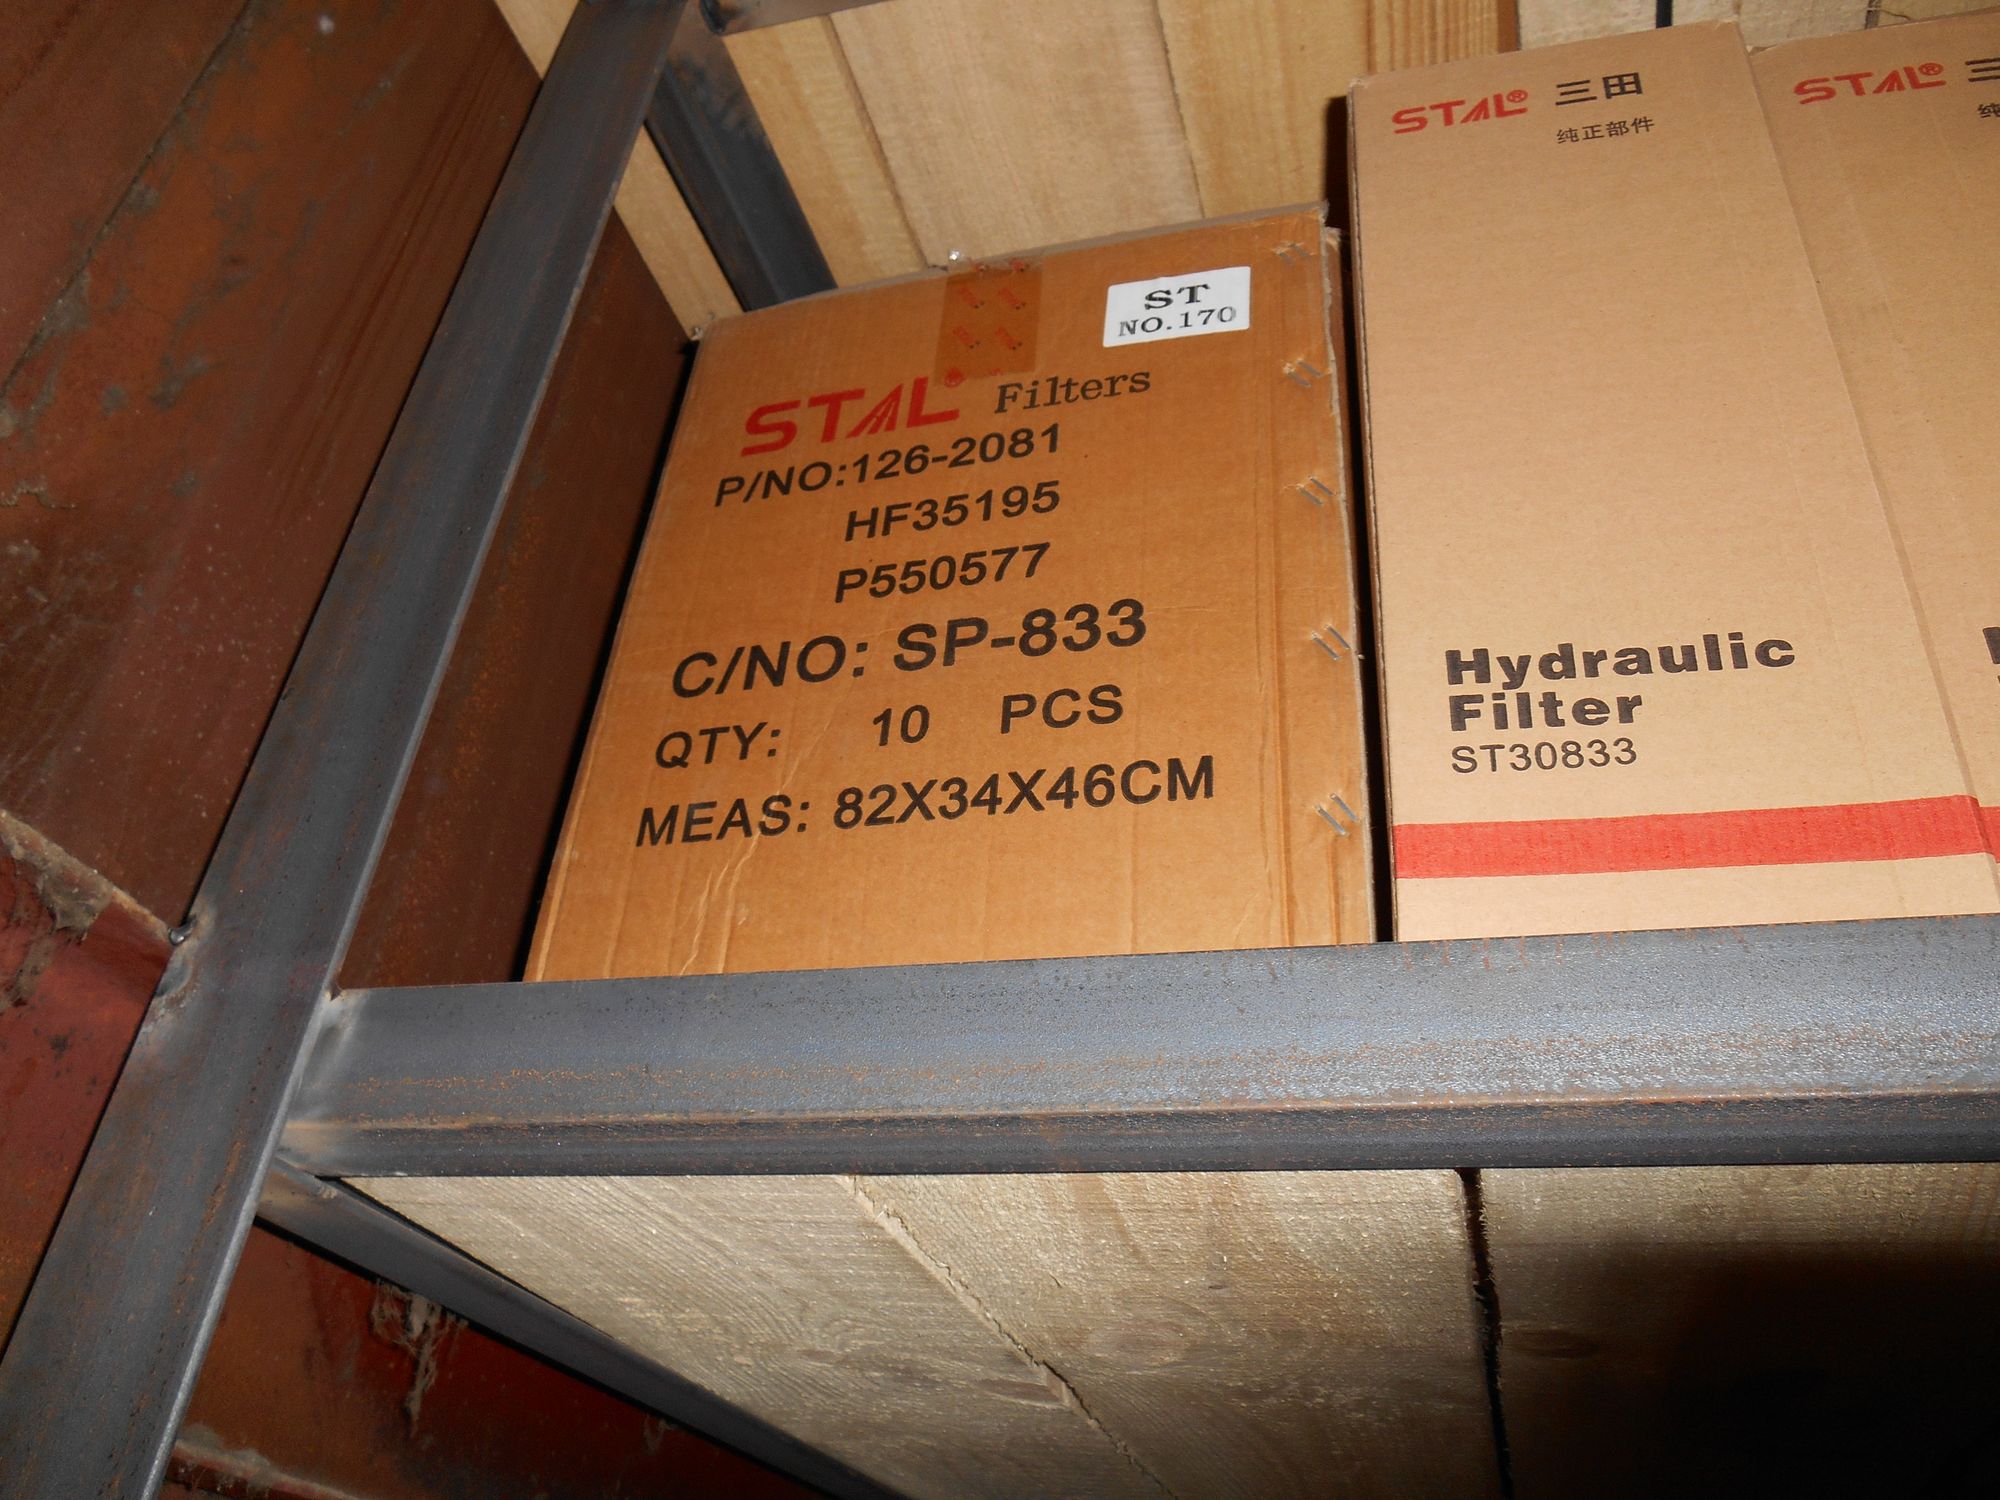 ST
NO.170
STAL® Filters
P/NO:126-2081
HF35195
P550577
C/NO: SP-833
QTY: 10 PCS
MEAS: 82X34X46CM
STAL® 三田
纯正部件
Hydraulic
Filter
ST30833
STAL®